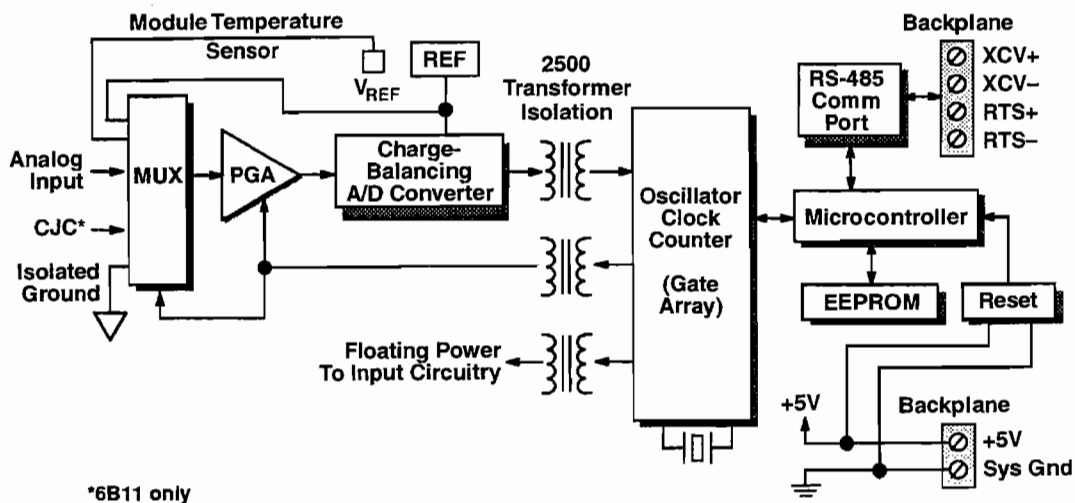 Module Temperature
Sensor
VREF
REF
2500
Transformer
Isolation
Backplane
XCV+
XCV–
RTS+
RTS–
RS-485
Comm
Port
Analog
Input
MUX
PGA
Charge-
Balancing
A/D Converter
CJC*
Isolated
Ground
Oscillator
Clock
Counter
(Gate
Array)
Microcontroller
EEPROM
Reset
Floating Power
To Input Circuitry
+5V
Backplane
+5V
Sys Gnd
*6B11 only